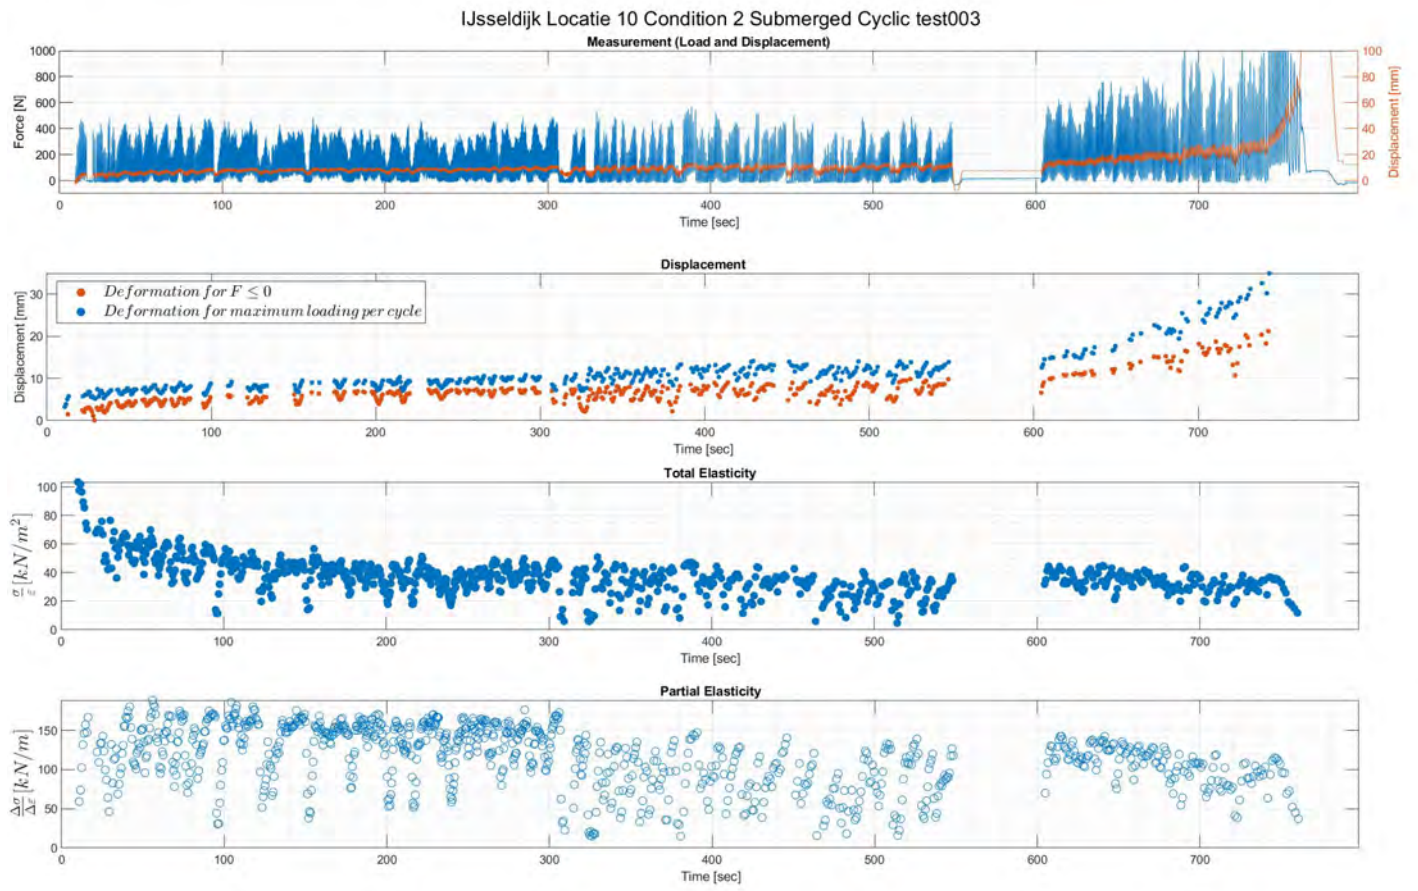 IJsseldijk Locatie 10 Condition 2 Submerged Cyclic test003
Measurement (Load and Displacement)
Force [N]
1000
800
600
400
200
0
Displacement [mm]
100
80
60
40
20
0
0 100 200 300 400 500 600 700
Time [sec]
Displacement
Displacement [mm]
30
20
10
0
Deformation for F ≤ 0
Deformation for maximum loading per cycle
100 200 300 400 500 600 700
Time [sec]
Total Elasticity
σ/ε [kN/m²]
100
80
60
40
20
0
0 100 200 300 400 500 600 700
Time [sec]
Partial Elasticity
Δσ/Δε [kN/m]
150
100
50
0
0 100 200 300 400 500 600 700
Time [sec]